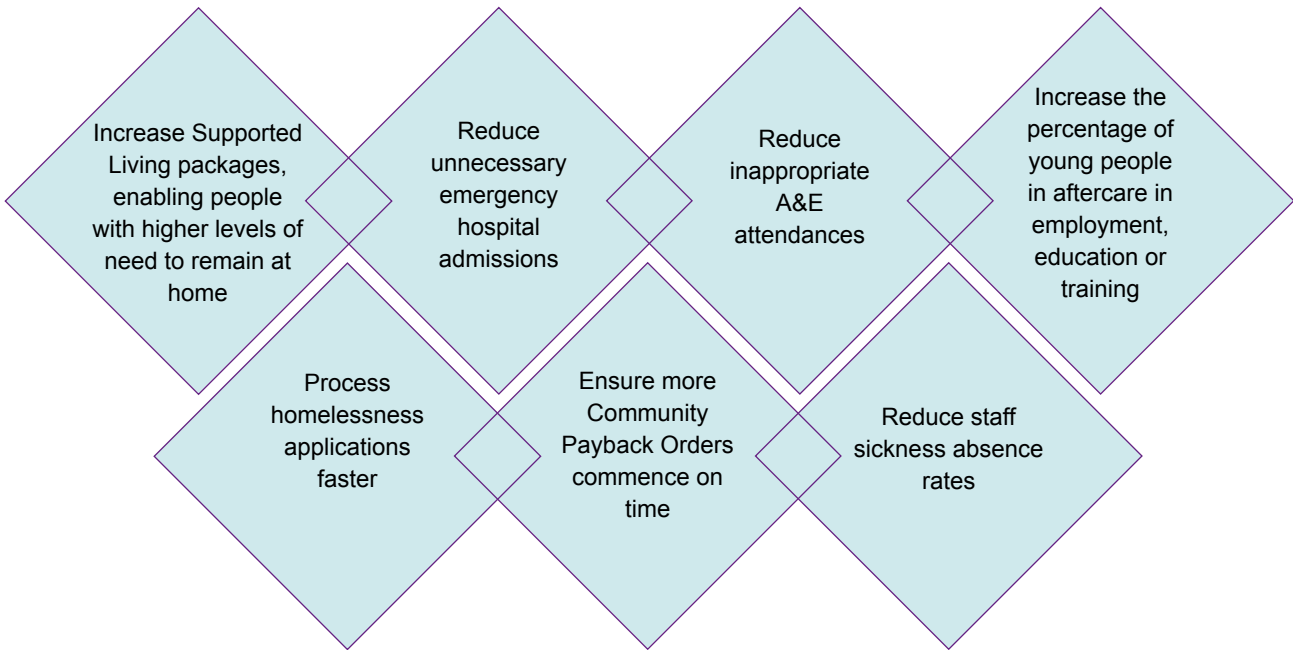 Increase Supported
Living packages,
enabling people
with higher levels of
need to remain at
home
Reduce
unnecessary
emergency
hospital
admissions
Reduce
inappropriate
A&E
attendances
Increase the
percentage of
young people
in aftercare in
employment,
education or
training
Process
homelessness
applications
faster
Ensure more
Community
Payback Orders
commence on
time
Reduce staff
sickness absence
rates